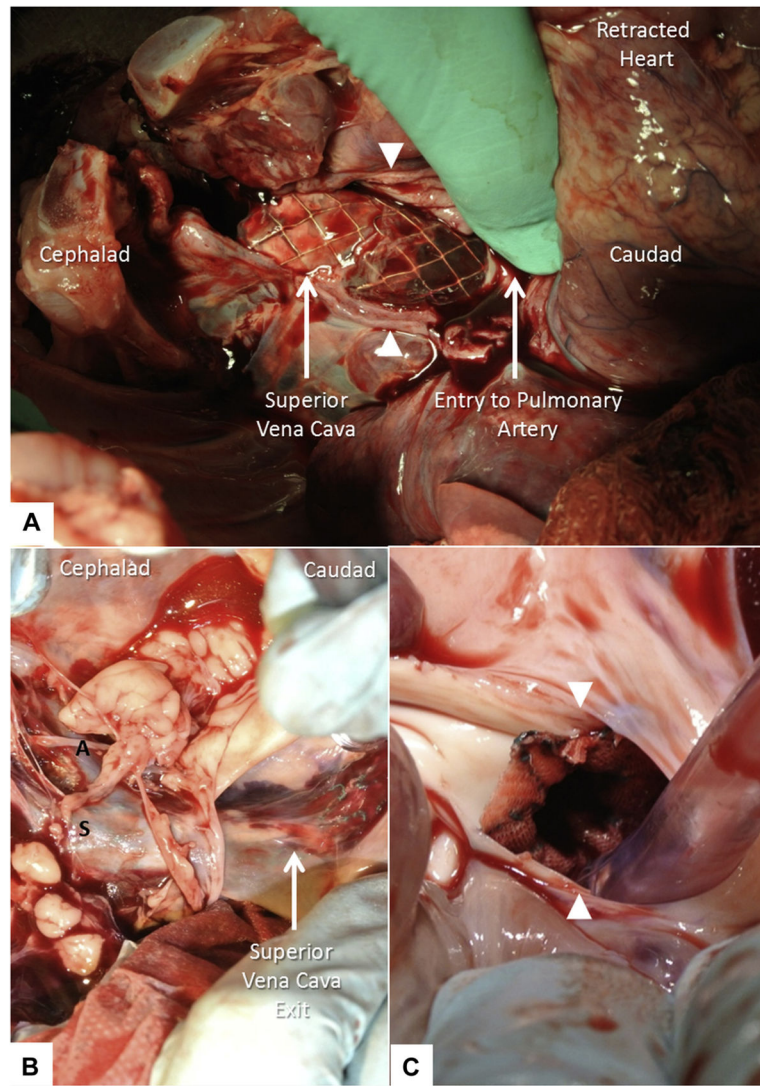 Retracted
Heart
Cephalad
Caudad
Superior
Vena Cava
Entry to Pulmonary
Artery
A
Cephalad
Caudad
A
S
Superior
Vena Cava
Exit
B
C